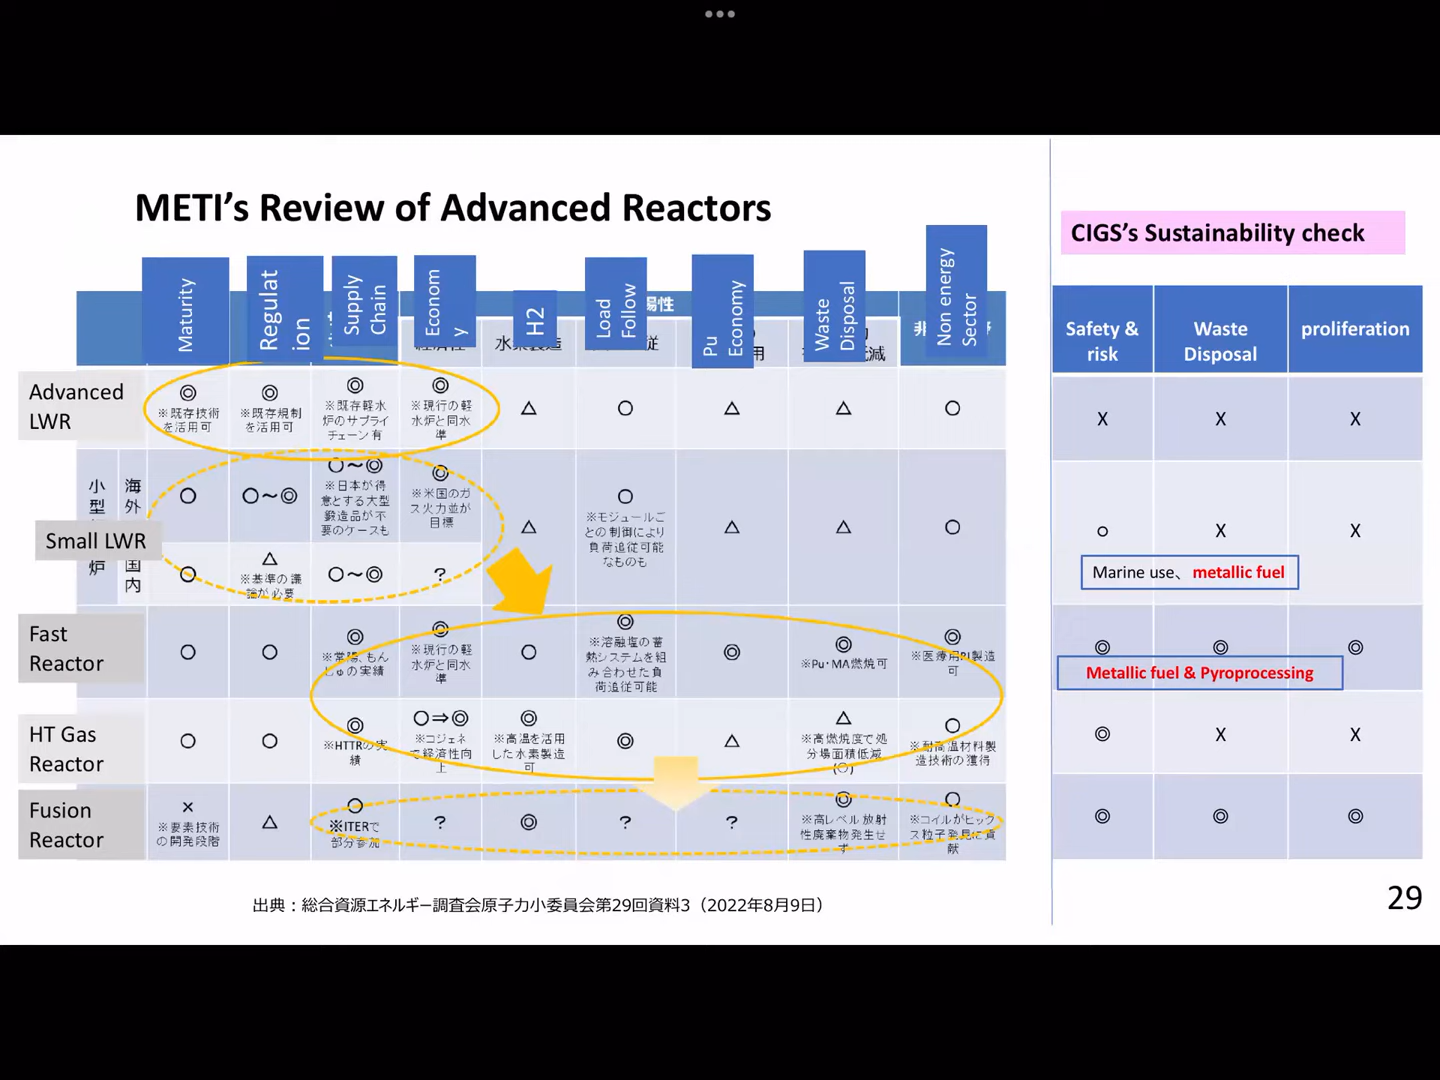 METI's Review of Advanced Reactors
CIGS's Sustainability check
Maturity
Regulat
ion
Supply
Chain
Econom
y
H2
Load
Follow
Pu
Economy
Waste
Disposal
Non energy
Sector
Safety &
risk
Waste
Disposal
proliferation
Advanced
LWR
◎
※既存技術
を活用可
◎
※既存規制
を活用可
◎
※既存軽水
炉のサプライ
チェーン有
◎
※現行の軽
水炉と同水
準
△
○
△
△
○
X
X
X
小
型
炉
海
外
Small LWR
○
○～◎
○～◎
※日本が得
意とする大型
鍛造品が不
要のケースも
◎
※米国のガ
ス火力並が
目標
△
○
※モジュールご
との制御により
負荷追従可能
なものも
△
△
○
○
X
X
国
内
○
△
※基準の議
論が必要
○～◎
?
Marine use、metallic fuel
Fast
Reactor
○
○
◎
※常陽、もん
じゅの実績
◎
※現行の軽
水炉と同水
準
○
◎
※溶融塩の蓄
熱システムを組
み合わせた負
荷追従可能
◎
◎
※Pu・MA燃焼可
◎
※医療用RI製造
可
◎
◎
◎
Metallic fuel & Pyroprocessing
HT Gas
Reactor
○
○
◎
※HTTRの実
績
○⇒◎
※コジェネ
で経済性向
上
◎
※高温を活用
した水素製造
可
◎
△
△
※高燃焼度で処
分場面積低減
(○)
○
※耐高温材料製
造技術の獲得
◎
X
X
Fusion
Reactor
×
※要素技術
の開発段階
△
○
※ITERで
部分参加
?
◎
?
?
◎
※高レベル放射
性廃棄物発生せ
ず
○
※コイルがヒッグ
ス粒子発見に貢
献
◎
◎
◎
出典：総合資源エネルギー調査会原子力小委員会第29回資料3（2022年8月9日）
29